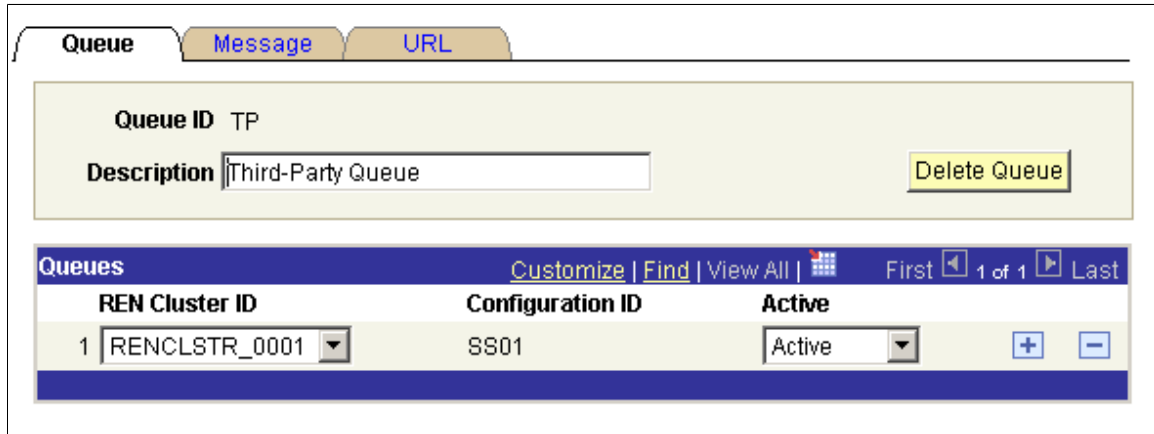 Queue Message URL
Queue ID TP
Description Third-Party Queue Delete Queue
Queues Customize | Find | View All | First 1 of 1 Last
REN Cluster ID Configuration ID Active
1 RENCLSTR_0001 SS01 Active